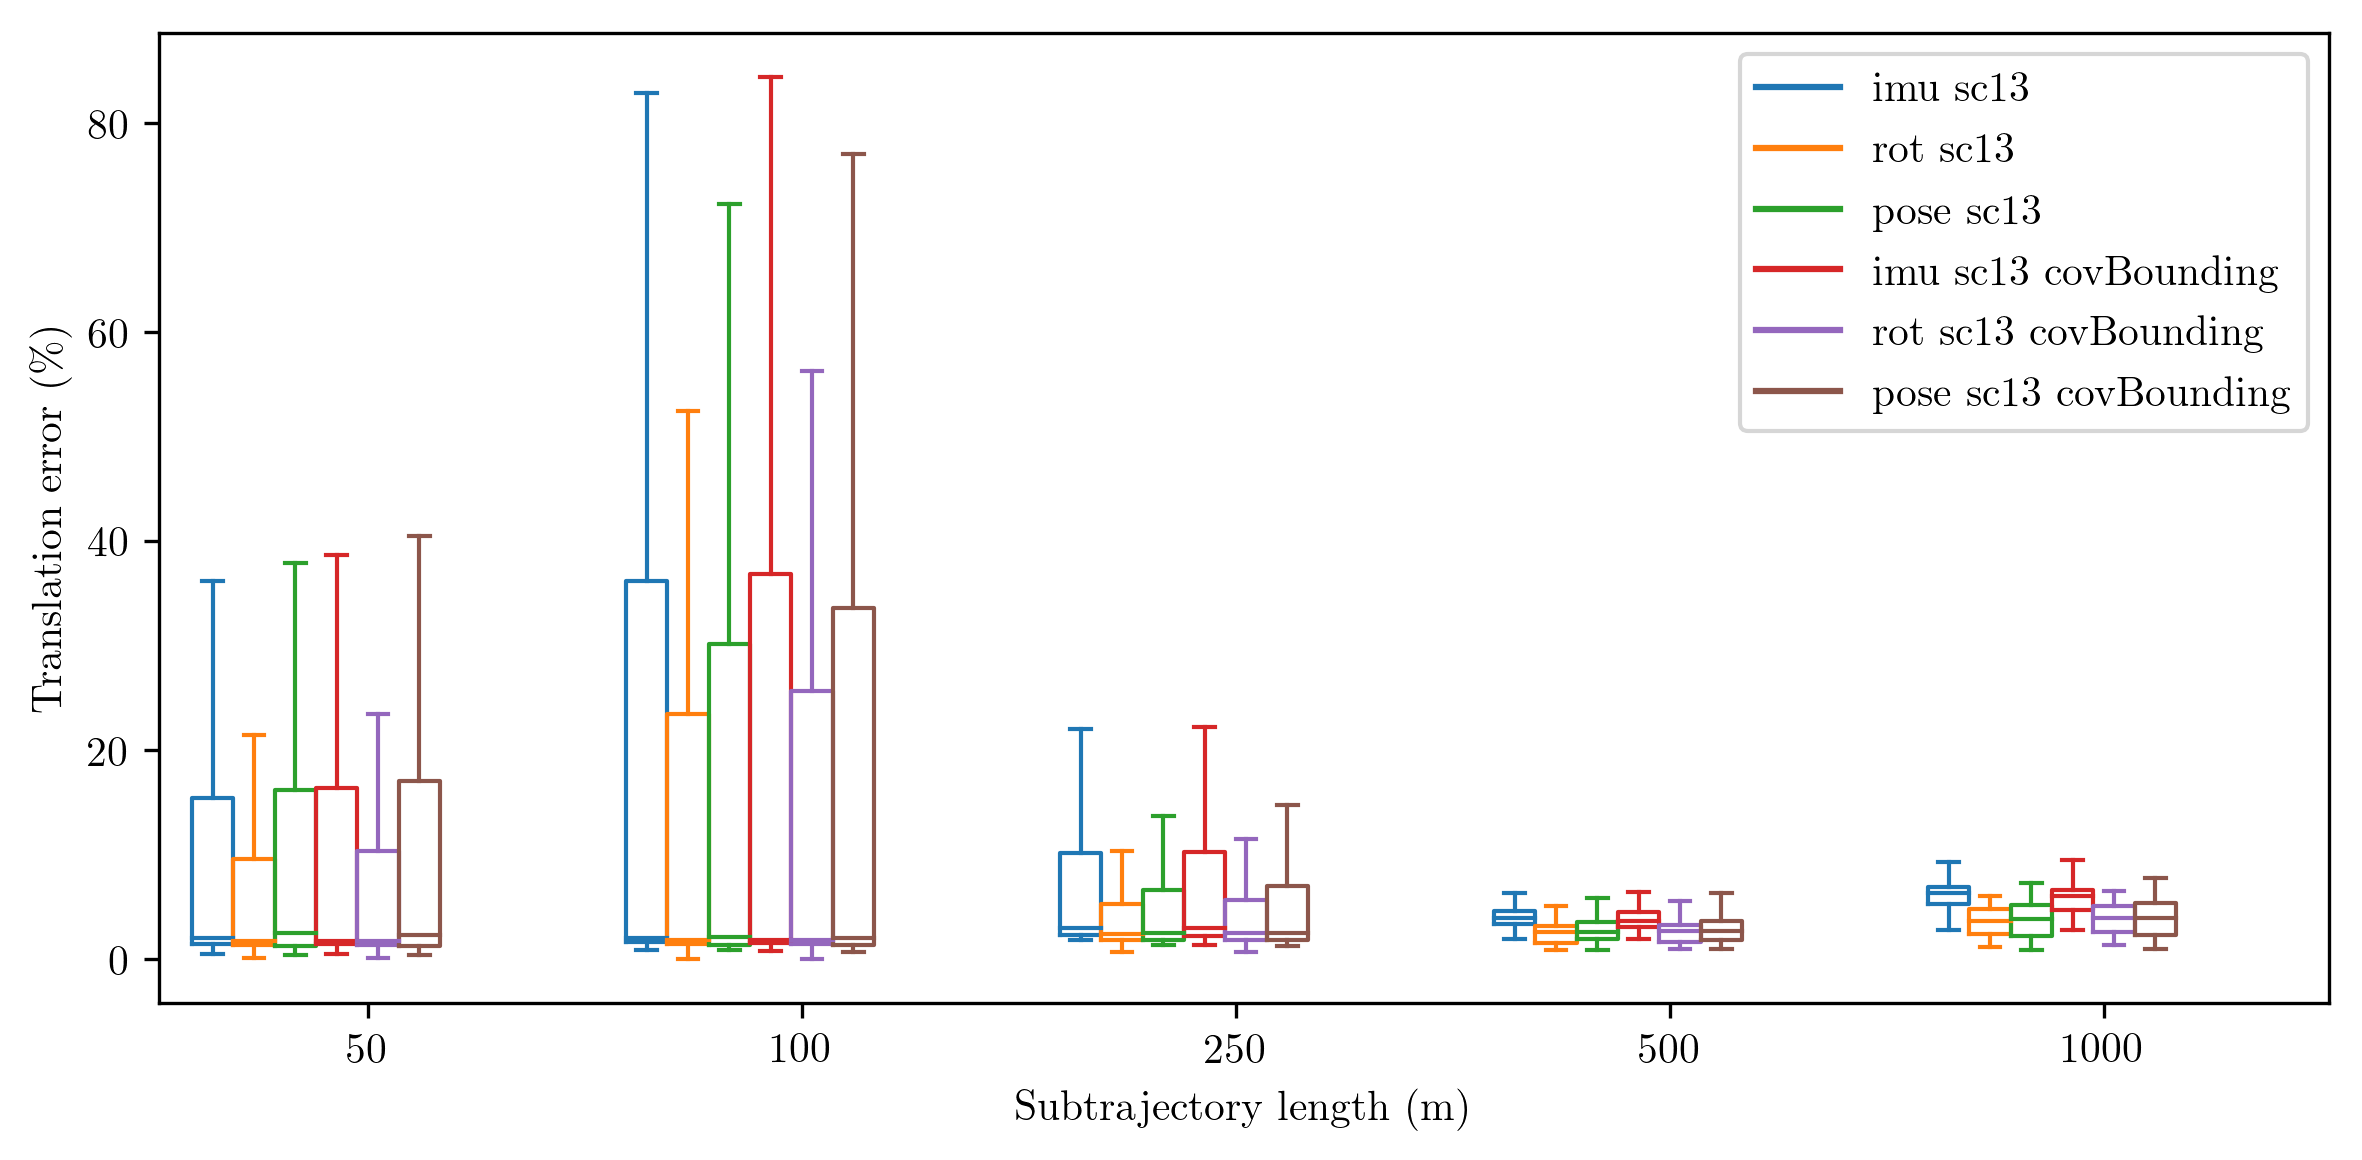 80
60
40
20
0
Translation error (%)
imu sc13
rot sc13
pose sc13
imu sc13 covBounding
rot sc13 covBounding
pose sc13 covBounding
50 100 250 500 1000
Subtrajectory length (m)